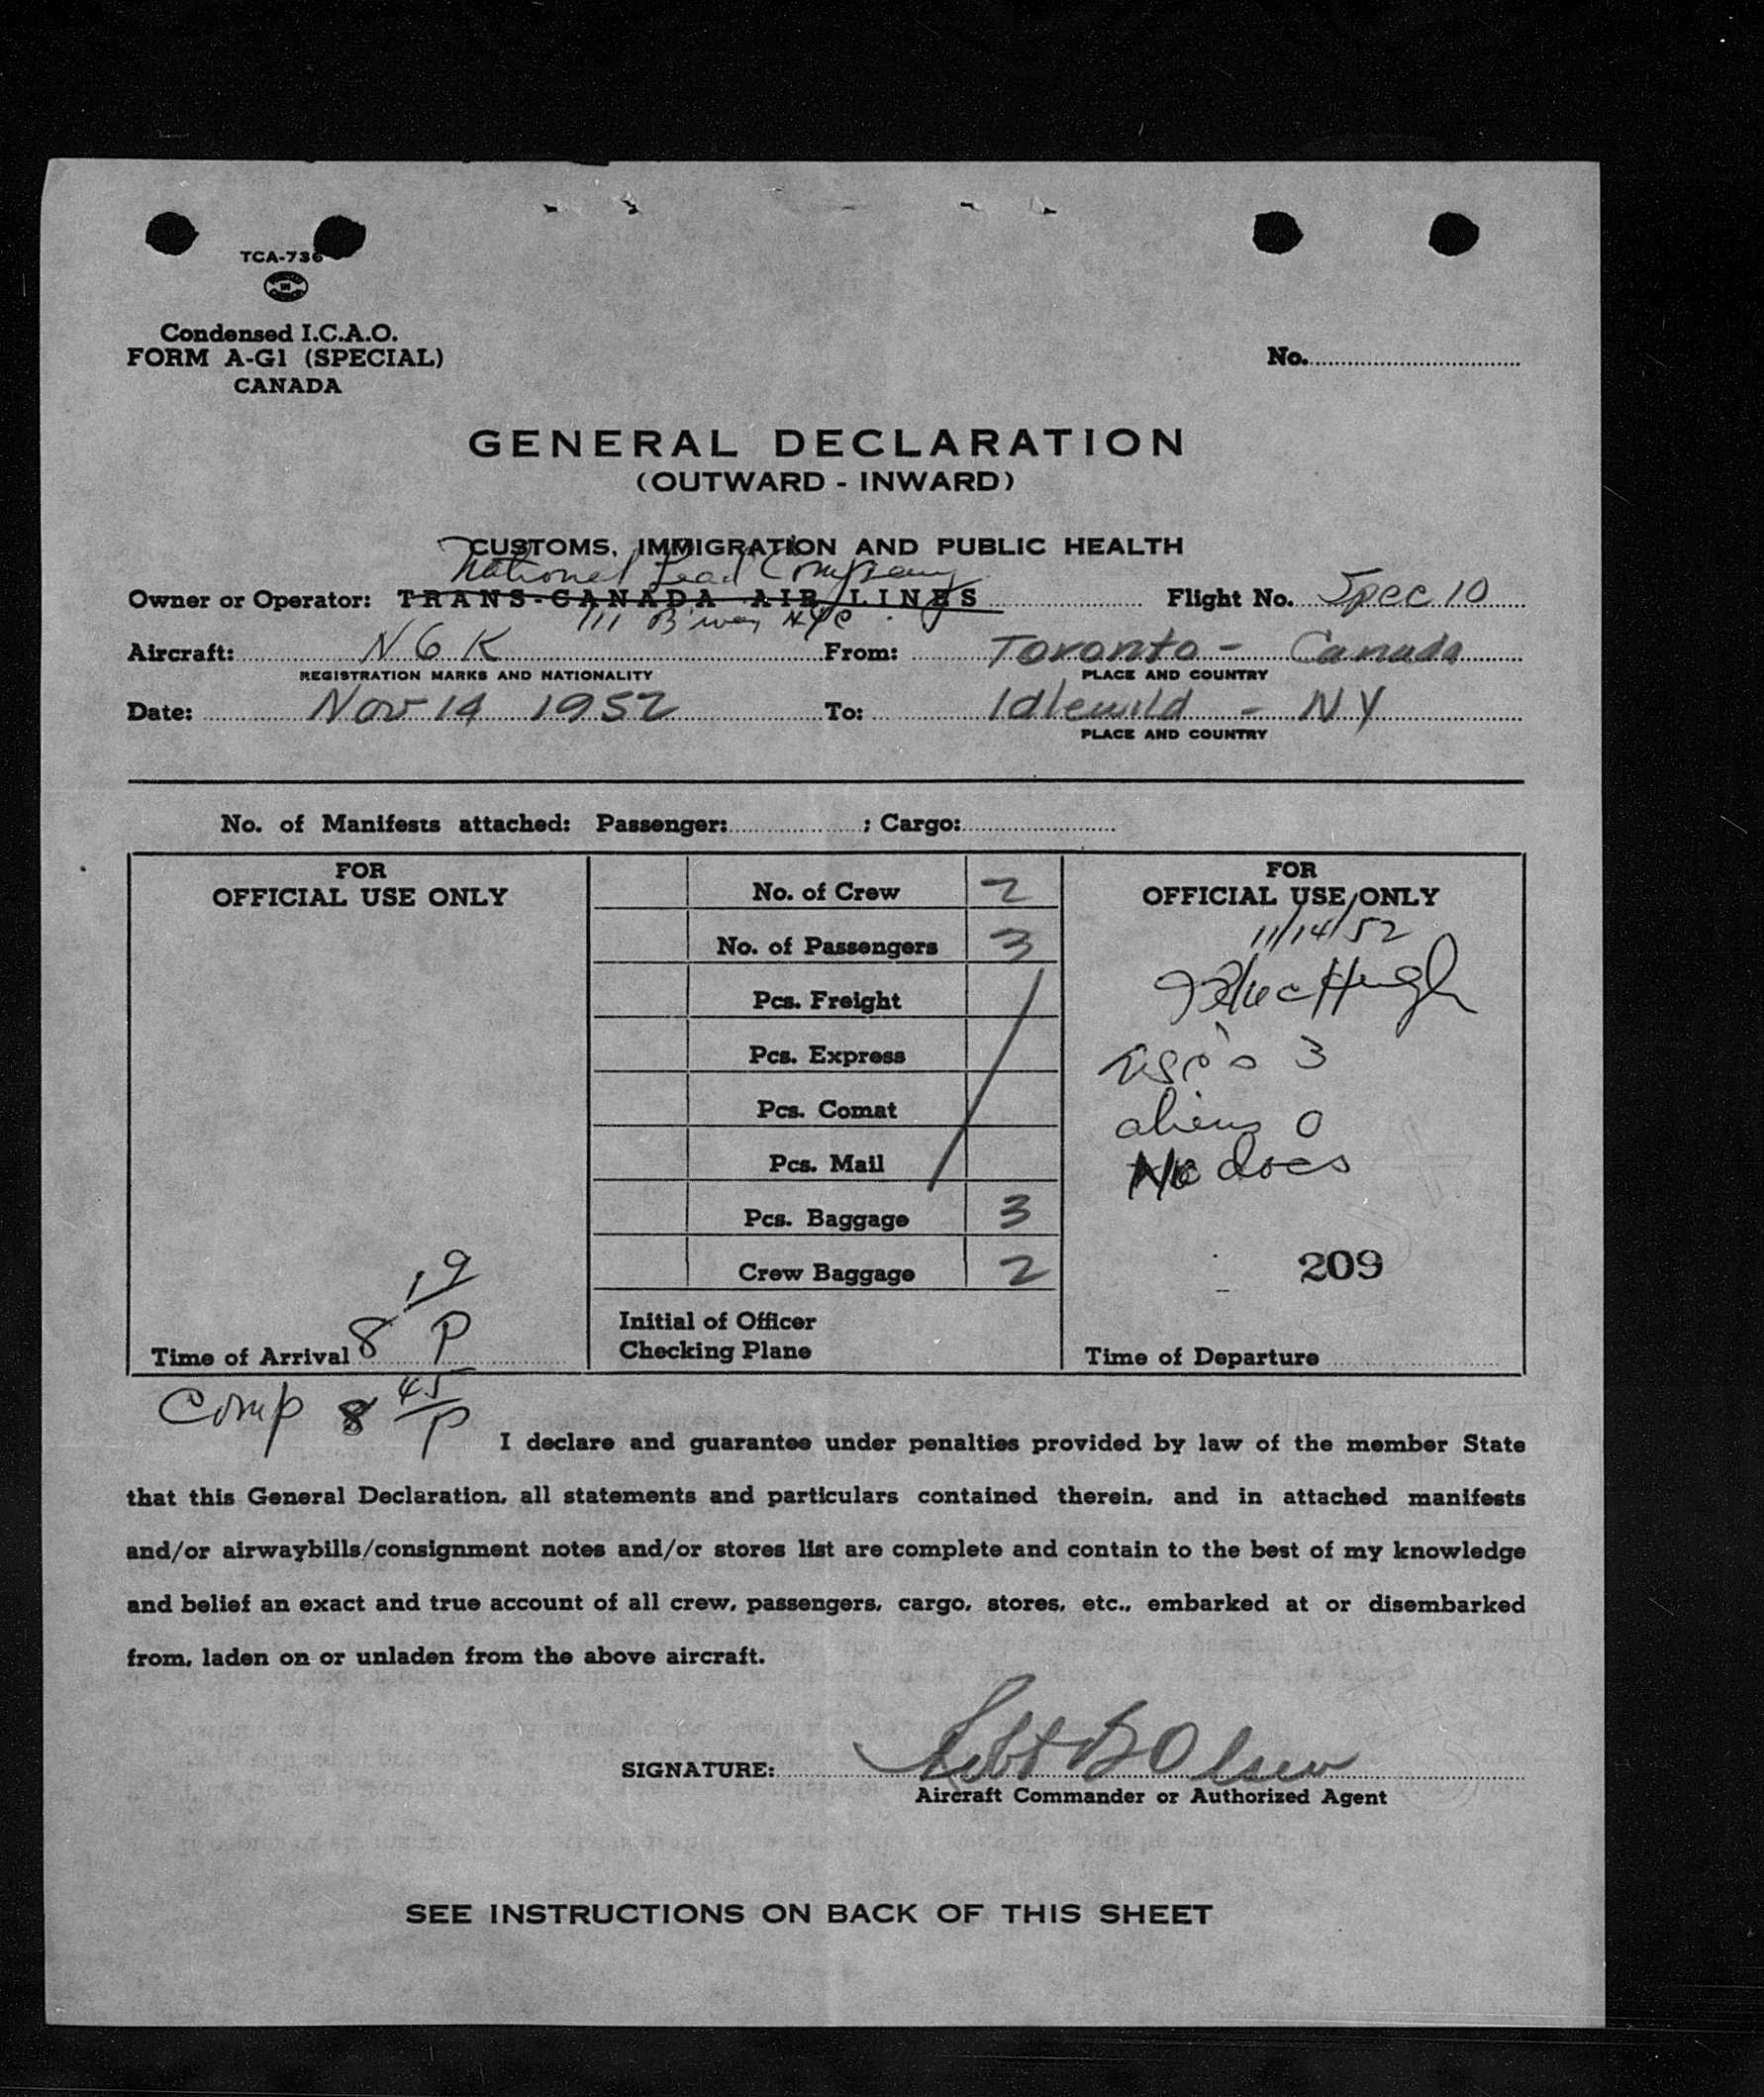 TCA-736
Condensed I.C.A.O.
FORM A-G1 (SPECIAL)
CANADA
No.
GENERAL DECLARATION
(OUTWARD - INWARD)
CUSTOMS, IMMIGRATION AND PUBLIC HEALTH
National Lead Company
Owner or Operator: TRANS-CANADA AIR LINES Flight No. Spec 10
111 B'way NYC
Aircraft: N6K From: Toronto - Canada
REGISTRATION MARKS AND NATIONALITY PLACE AND COUNTRY
Date: Nov 14 1952 To: Idlewild - NY
PLACE AND COUNTRY
No. of Manifests attached: Passenger: ; Cargo:
FOR
OFFICIAL USE ONLY
19
Time of Arrival 8 P
Comp 8 45 P
No. of Crew 2
No. of Passengers 3
Pcs. Freight
Pcs. Express
Pcs. Comat
Pcs. Mail
Pcs. Baggage 3
Crew Baggage 2
Initial of Officer
Checking Plane
FOR
OFFICIAL USE ONLY
11/14/52
3
aliens 0
No docs
209
Time of Departure
I declare and guarantee under penalties provided by law of the member State
that this General Declaration, all statements and particulars contained therein, and in attached manifests
and/or airwaybills/consignment notes and/or stores list are complete and contain to the best of my knowledge
and belief an exact and true account of all crew, passengers, cargo, stores, etc., embarked at or disembarked
from, laden on or unladen from the above aircraft.
SIGNATURE: Robt B Olsen
Aircraft Commander or Authorized Agent
SEE INSTRUCTIONS ON BACK OF THIS SHEET